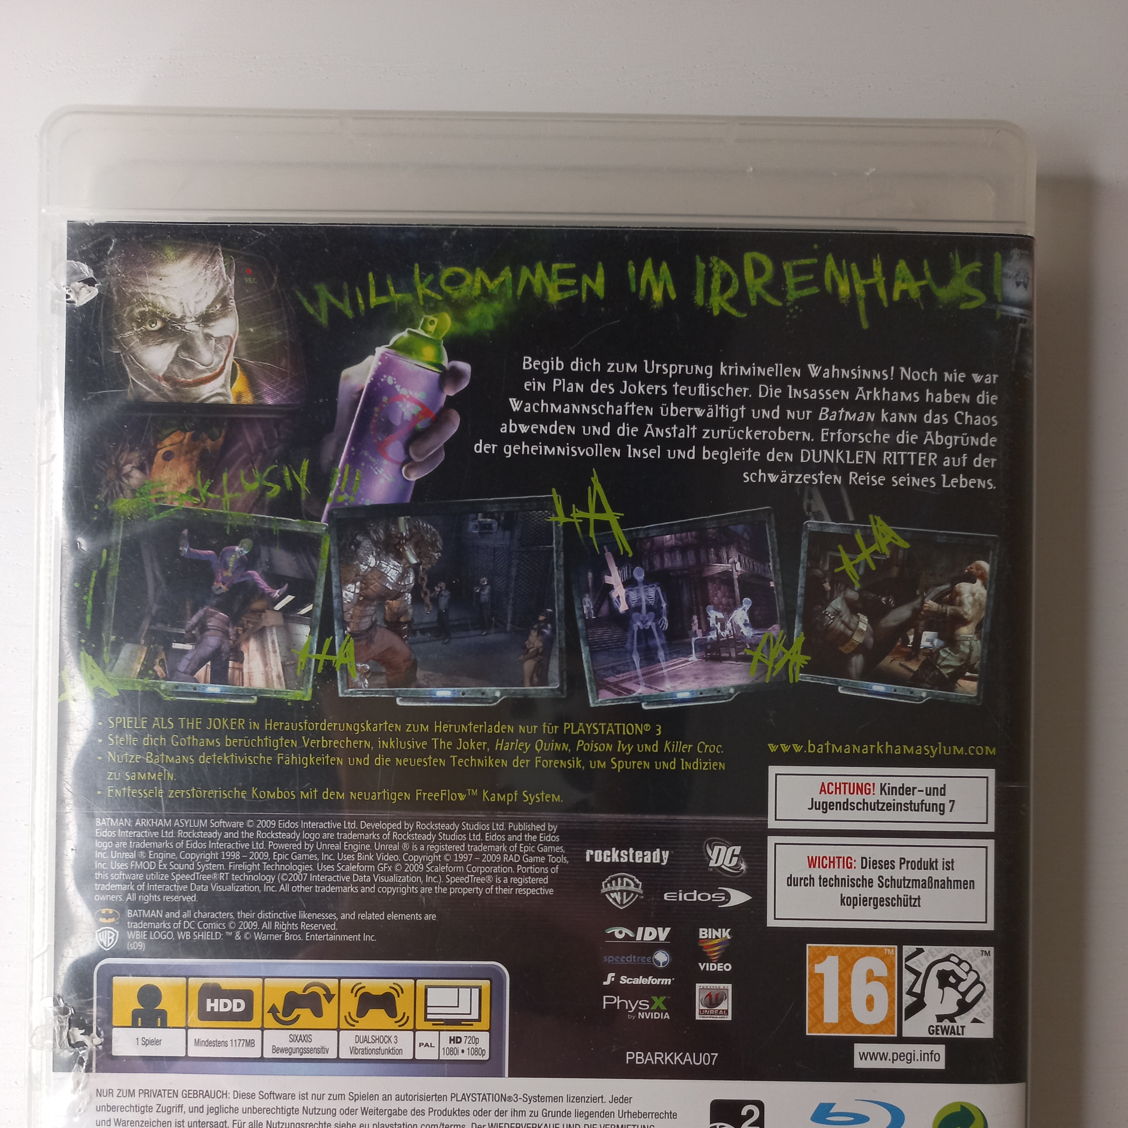 WILLKOMMEN IM IRRENHAUS!
Begib dich zum Ursprung kriminellen Wahnsinns! Noch nie war
ein Plan des Jokers teuflischer. Die Insassen Arkhams haben die
Wachmannschaften überwältigt und nur Batman kann das Chaos
abwenden und die Anstalt zurückerobern. Erforsche die Abgründe
der geheimnisvollen Insel und begleite den DUNKLEN RITTER auf der
schwärzesten Reise seines Lebens.
EXKLUSIV !!!
HA
HA
HA
HA
HA
- SPIELE ALS THE JOKER in Herausforderungskarten zum Herunterladen nur für PLAYSTATION® 3
- Stelle dich Gothams berüchtigten Verbrechern, inklusive The Joker, Harley Quinn, Poison Ivy und Killer Croc.
- Nutze Batmans detektivische Fähigkeiten und die neuesten Techniken der Forensik, um Spuren und Indizien
zu sammeln.
- Entfessele zerstörerische Kombos mit dem neuartigen FreeFlow™ Kampf System.
www.batmanarkhamasylum.com
ACHTUNG! Kinder-und
Jugendschutzeinstufung 7
WICHTIG: Dieses Produkt ist
durch technische Schutzmaßnahmen
kopiergeschützt
BATMAN: ARKHAM ASYLUM Software © 2009 Eidos Interactive Ltd. Developed by Rocksteady Studios Ltd. Published by
Eidos Interactive Ltd. Rocksteady and the Rocksteady logo are trademarks of Rocksteady Studios Ltd. Eidos and the Eidos
logo are trademarks of Eidos Interactive Ltd. Powered by Unreal Engine. Unreal ® is a registered trademark of Epic Games,
Inc. Unreal ® Engine, Copyright 1998 – 2009, Epic Games, Inc. Uses Bink Video. Copyright © 1997 – 2009 RAD Game Tools,
Inc. Uses FMOD Ex Sound System. Firelight Technologies. Uses Scaleform GFx © 2009 Scaleform Corporation. Portions of
this software utilize SpeedTree®RT technology (©2007 Interactive Data Visualization, Inc.). SpeedTree® is a registered
trademark of Interactive Data Visualization, Inc. All other trademarks and copyrights are the property of their respective
owners. All rights reserved.
BATMAN and all characters, their distinctive likenesses, and related elements are
trademarks of DC Comics © 2009. All Rights Reserved.
WBIE LOGO, WB SHIELD: ™ & © Warner Bros. Entertainment Inc.
(s09)
rocksteady
DC
WB
eidos
IDV
speedtree
BINK
VIDEO
Scaleform
PhysX
by NVIDIA
UNREAL
16
GEWALT
www.pegi.info
HDD
1 Spieler
Mindestens 1177MB
SIXAXIS
Bewegungssensitiv
DUALSHOCK 3
Vibrationsfunktion
PAL
HD 720p
1080i • 1080p
PBARKKAU07
NUR ZUM PRIVATEN GEBRAUCH: Diese Software ist nur zum Spielen an autorisierten PLAYSTATION®3-Systemen lizenziert. Jeder
unberechtigte Zugriff, und jegliche unberechtigte Nutzung oder Weitergabe des Produktes oder der ihm zu Grunde liegenden Urheberrechte
und Warenzeichen ist untersagt. Für alle Nutzungsrechte siehe eu.playstation.com/terms. Der WIEDERVERKAUF UND DIE VERMIETUNG
2